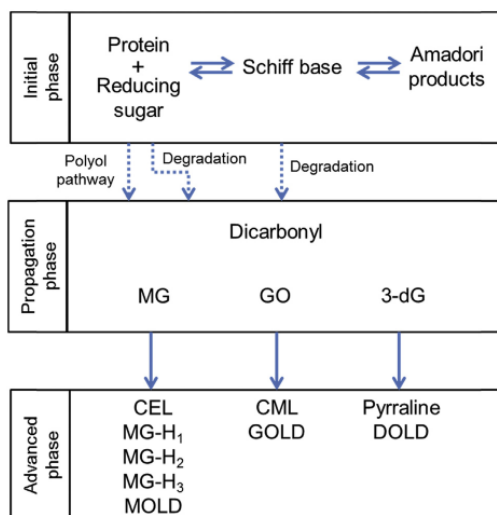 Initial
phase
Protein
+
Reducing
sugar
Schiff base
Amadori
products
Polyol
pathway
Degradation
Degradation
Propagation
phase
Dicarbonyl
MG
GO
3-dG
Advanced
phase
CEL
MG-H₁
MG-H₂
MG-H₃
MOLD
CML
GOLD
Pyrraline
DOLD